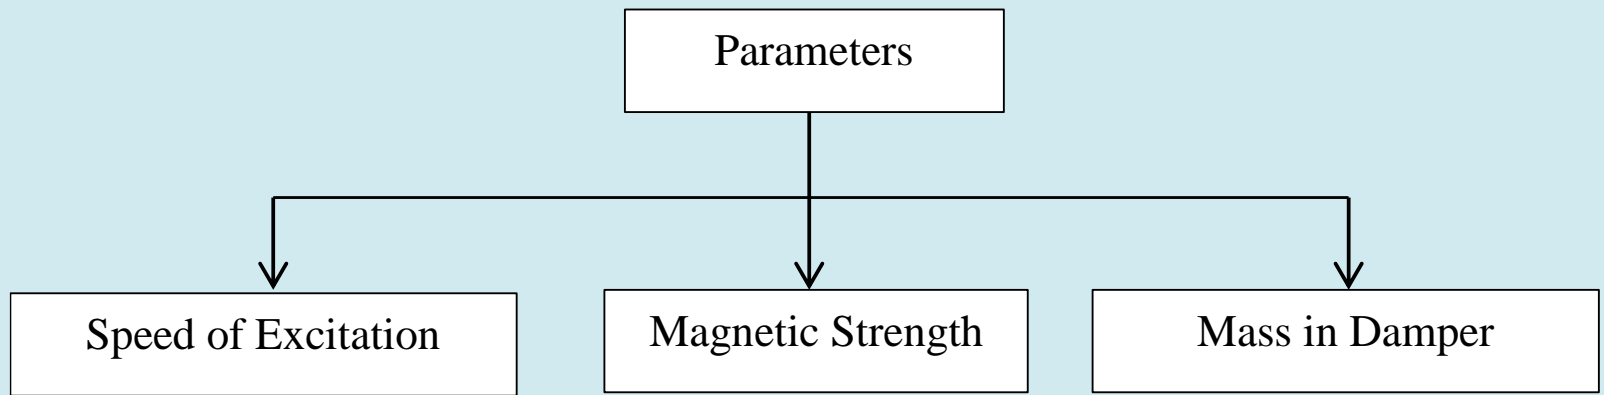 Parameters
Speed of Excitation
Magnetic Strength
Mass in Damper